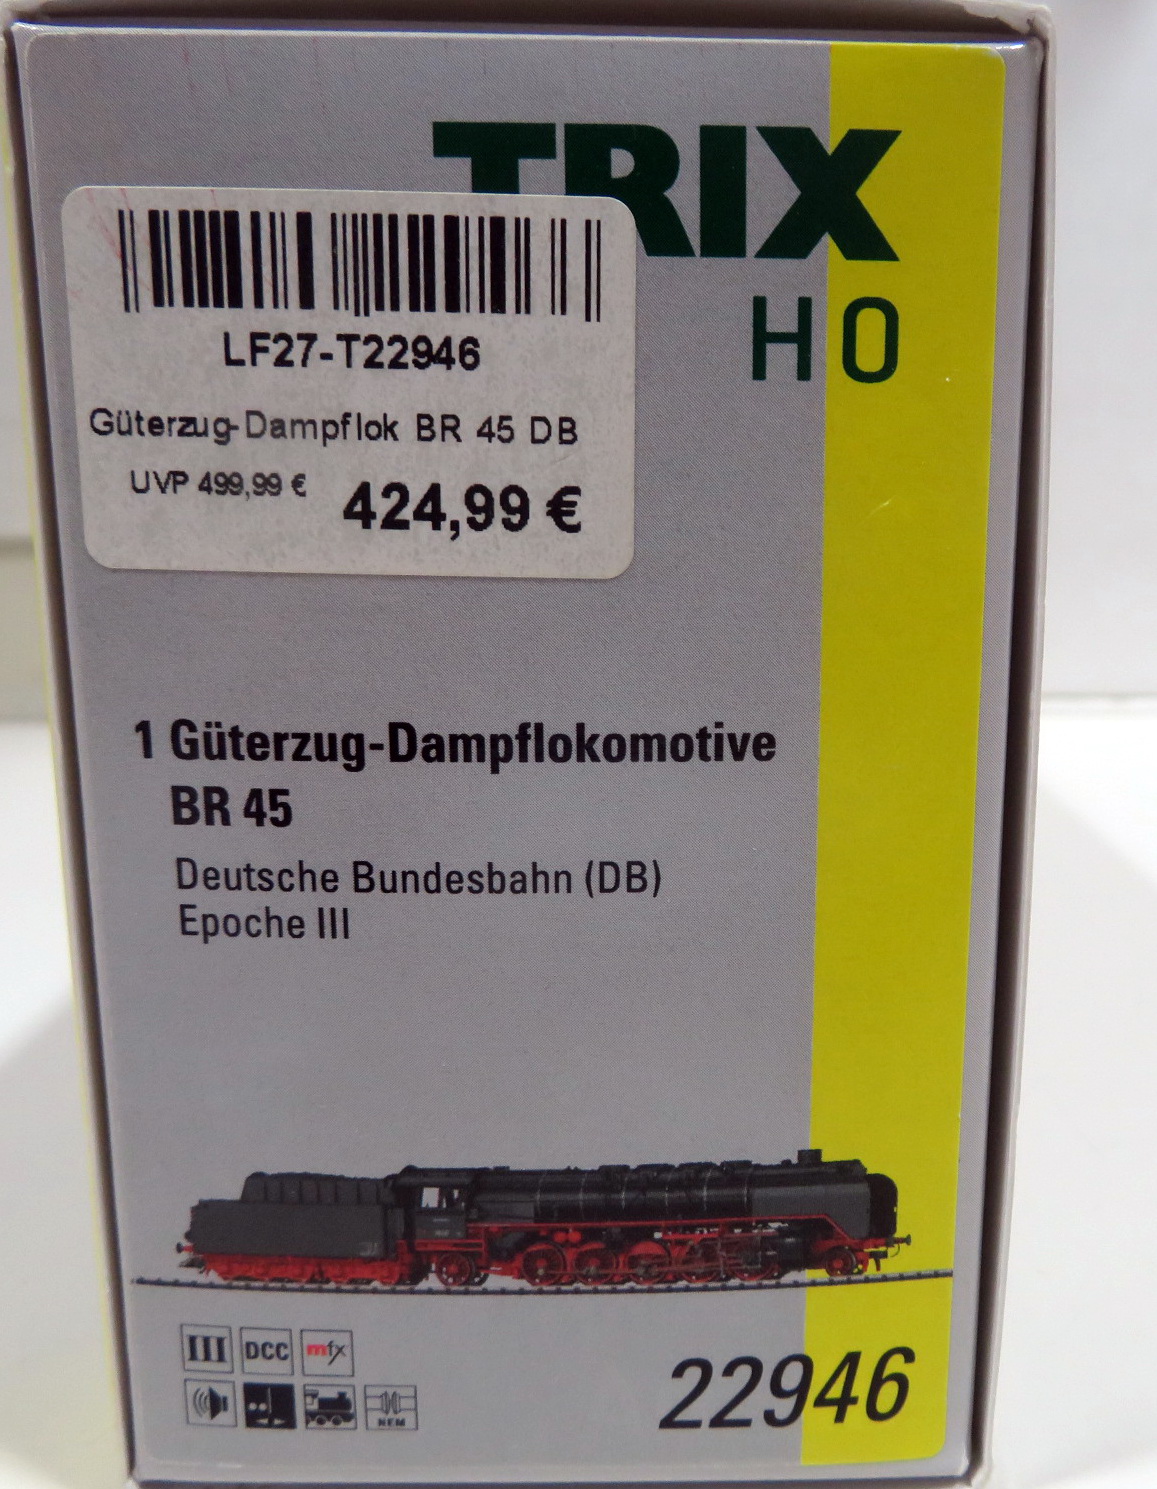 TRIX
H0
LF27-T22946
Güterzug-Dampflok BR 45 DB
UVP 499,99 € 424,99 €
1 Güterzug-Dampflokomotive
BR 45
Deutsche Bundesbahn (DB)
Epoche III
III DCC mfx
NEM
22946